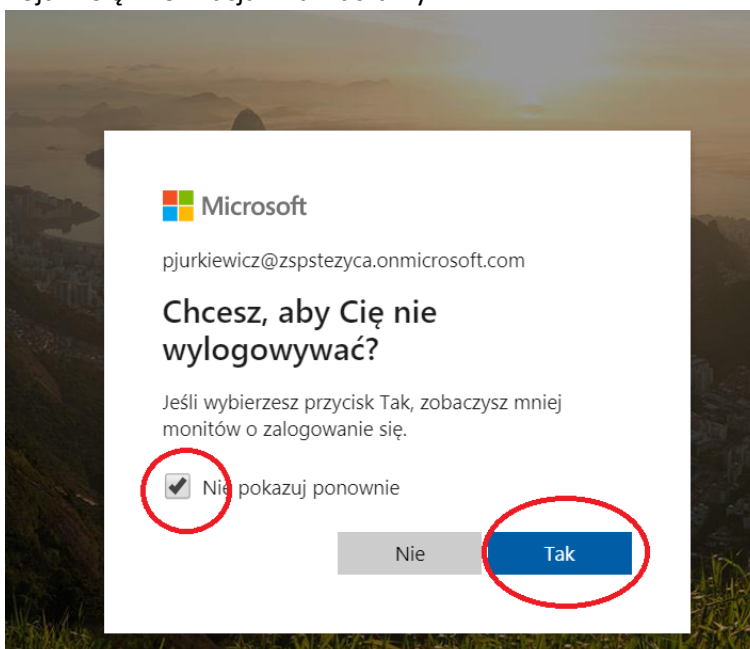 Microsoft
pjurkiewicz@zspstezyca.onmicrosoft.com
Chcesz, aby Cię nie
wylogowywać?
Jeśli wybierzesz przycisk Tak, zobaczysz mniej
monitów o zalogowanie się.
Nie pokazuj ponownie
Nie
Tak